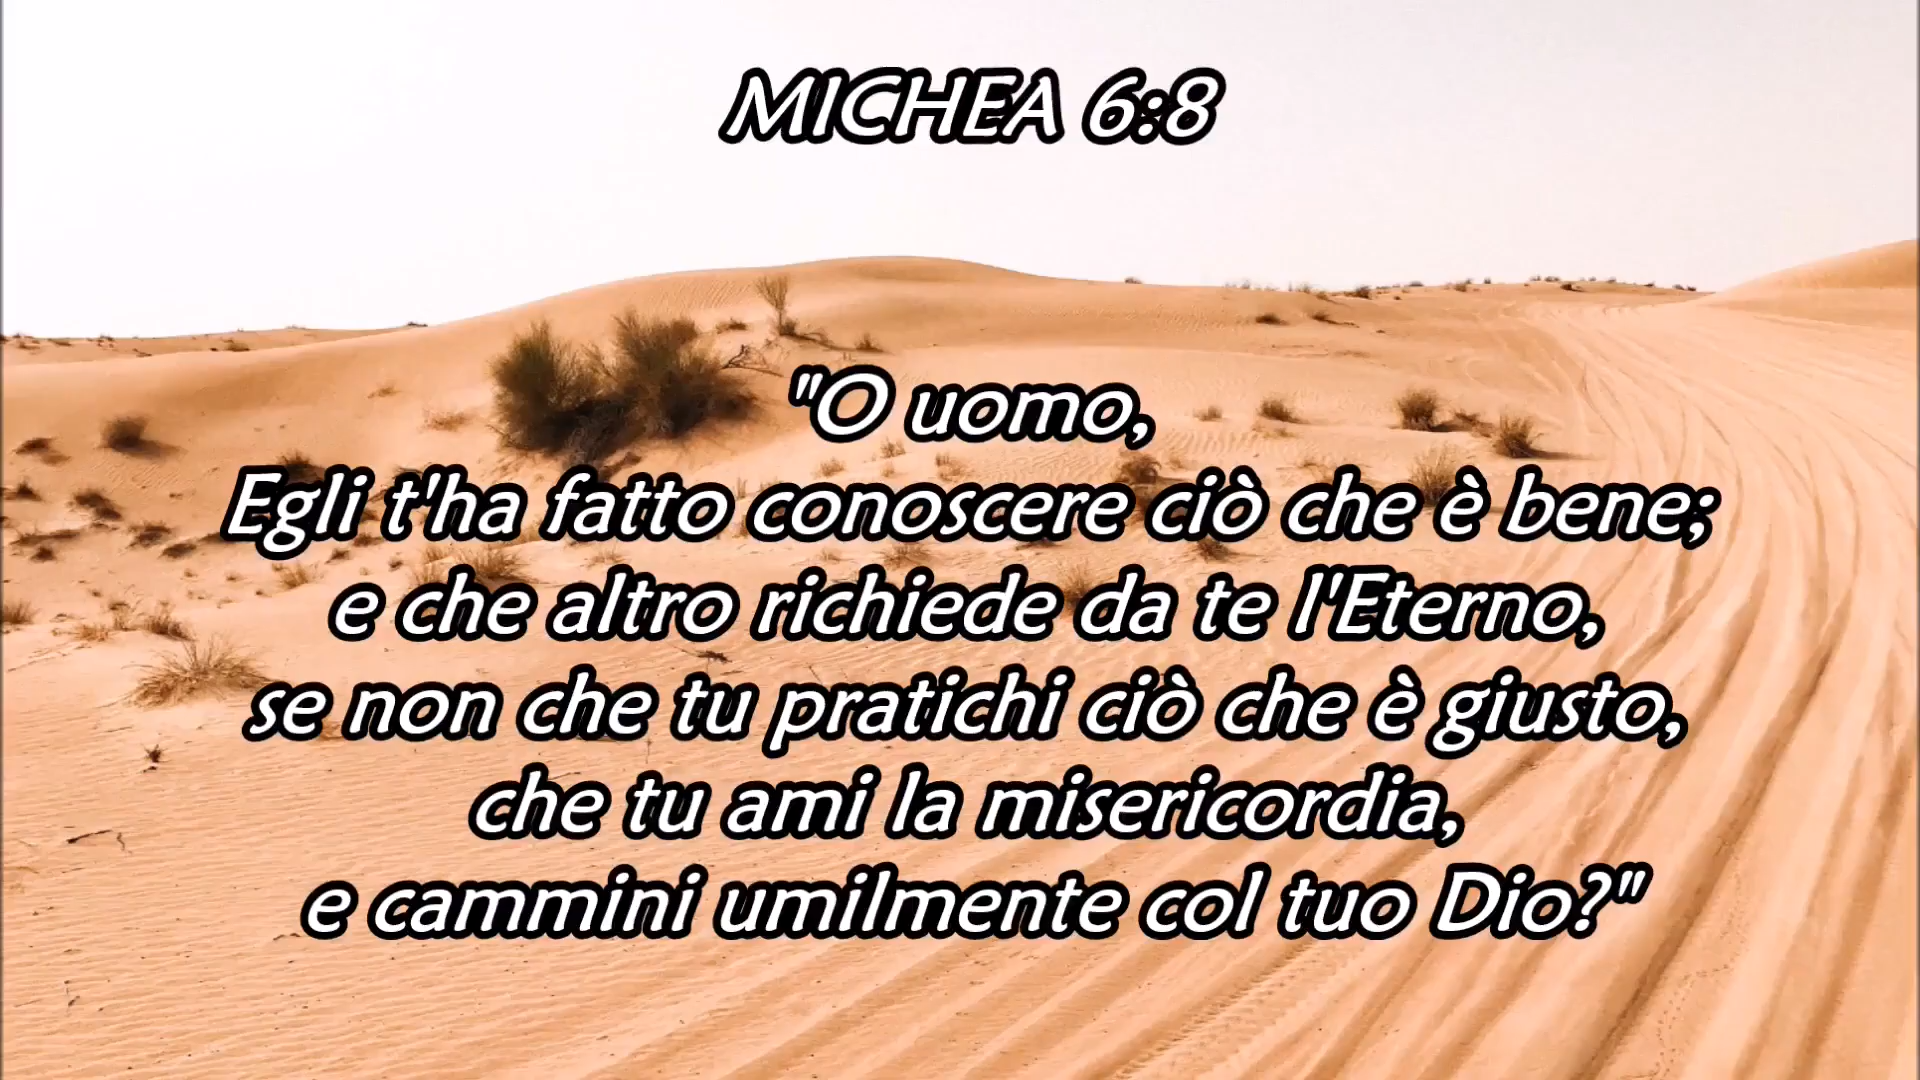 MICHEA 6:8
"O uomo,
Egli t'ha fatto conoscere ciò che è bene;
e che altro richiede da te l'Eterno,
se non che tu pratichi ciò che è giusto,
che tu ami la misericordia,
e cammini umilmente col tuo Dio?"